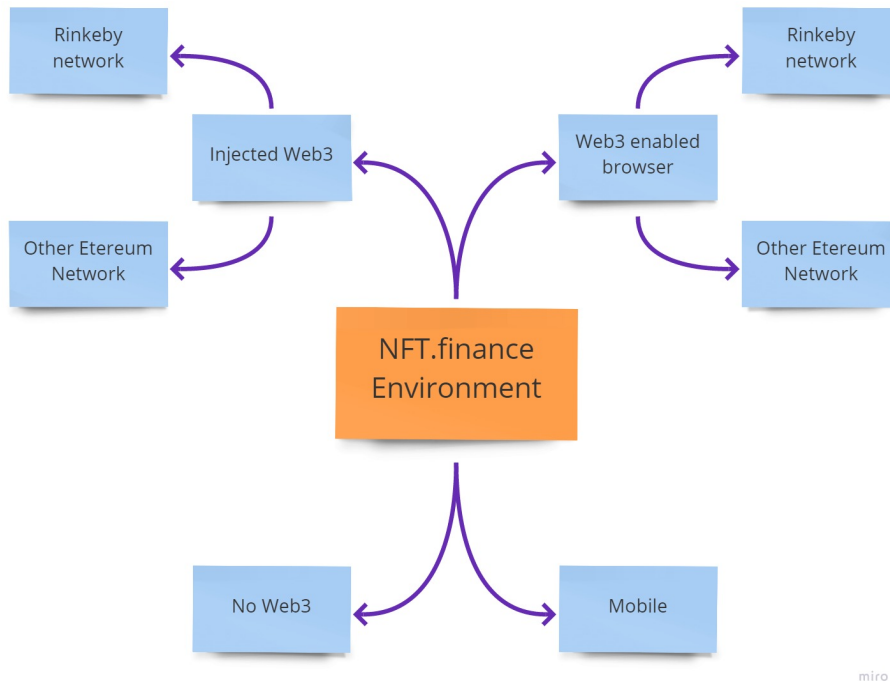 Rinkeby
network
Rinkeby
network
Injected Web3
Web3 enabled
browser
Other Etereum
Network
Other Etereum
Network
NFT.finance
Environment
No Web3
Mobile
miro